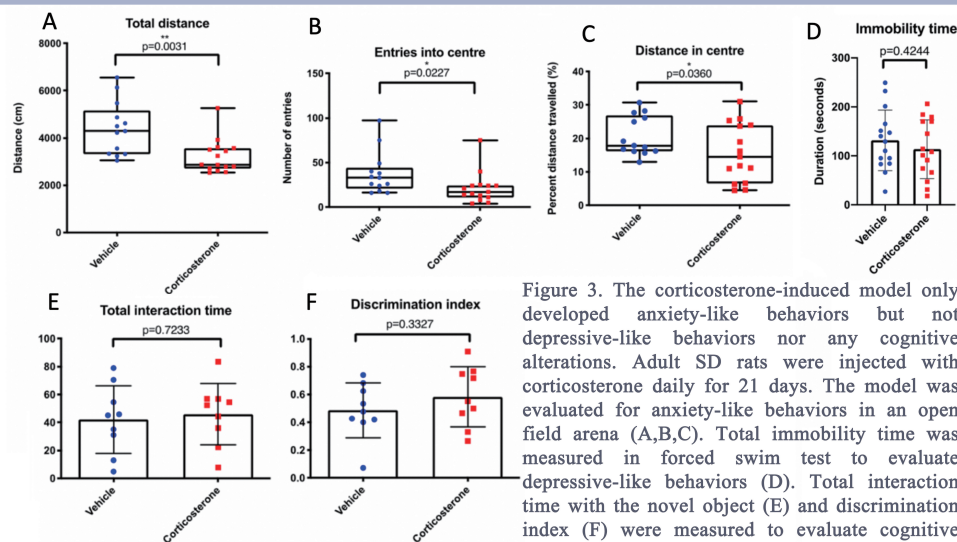 A
Total distance
**
p=0.0031
8000
6000
4000
2000
0
Distance (cm)
Vehicle
Corticosterone
B
Entries into centre
*
p=0.0227
150
100
50
0
Number of entries
Vehicle
Corticosterone
C
Distance in centre
*
p=0.0360
40
30
20
10
0
Percent distance travelled (%)
Vehicle
Corticosterone
D
Immobility time
p=0.4244
300
200
100
0
Duration (seconds)
Vehicle
Corticosterone
E
Total interaction time
p=0.7233
100
80
60
40
20
0
Vehicle
Corticosterone
F
Discrimination index
p=0.3327
1.0
0.8
0.6
0.4
0.2
0.0
Vehicle
Corticosterone
Figure 3. The corticosterone-induced model only
developed anxiety-like behaviors but not
depressive-like behaviors nor any cognitive
alterations. Adult SD rats were injected with
corticosterone daily for 21 days. The model was
evaluated for anxiety-like behaviors in an open
field arena (A,B,C). Total immobility time was
measured in forced swim test to evaluate
depressive-like behaviors (D). Total interaction
time with the novel object (E) and discrimination
index (F) were measured to evaluate cognitive